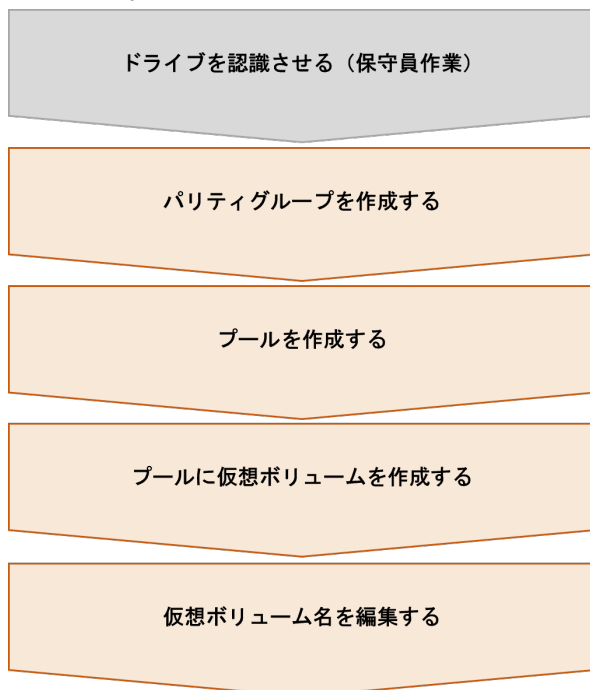 ドライブを認識させる（保守員作業）
パリティグループを作成する
プールを作成する
プールに仮想ボリュームを作成する
仮想ボリューム名を編集する